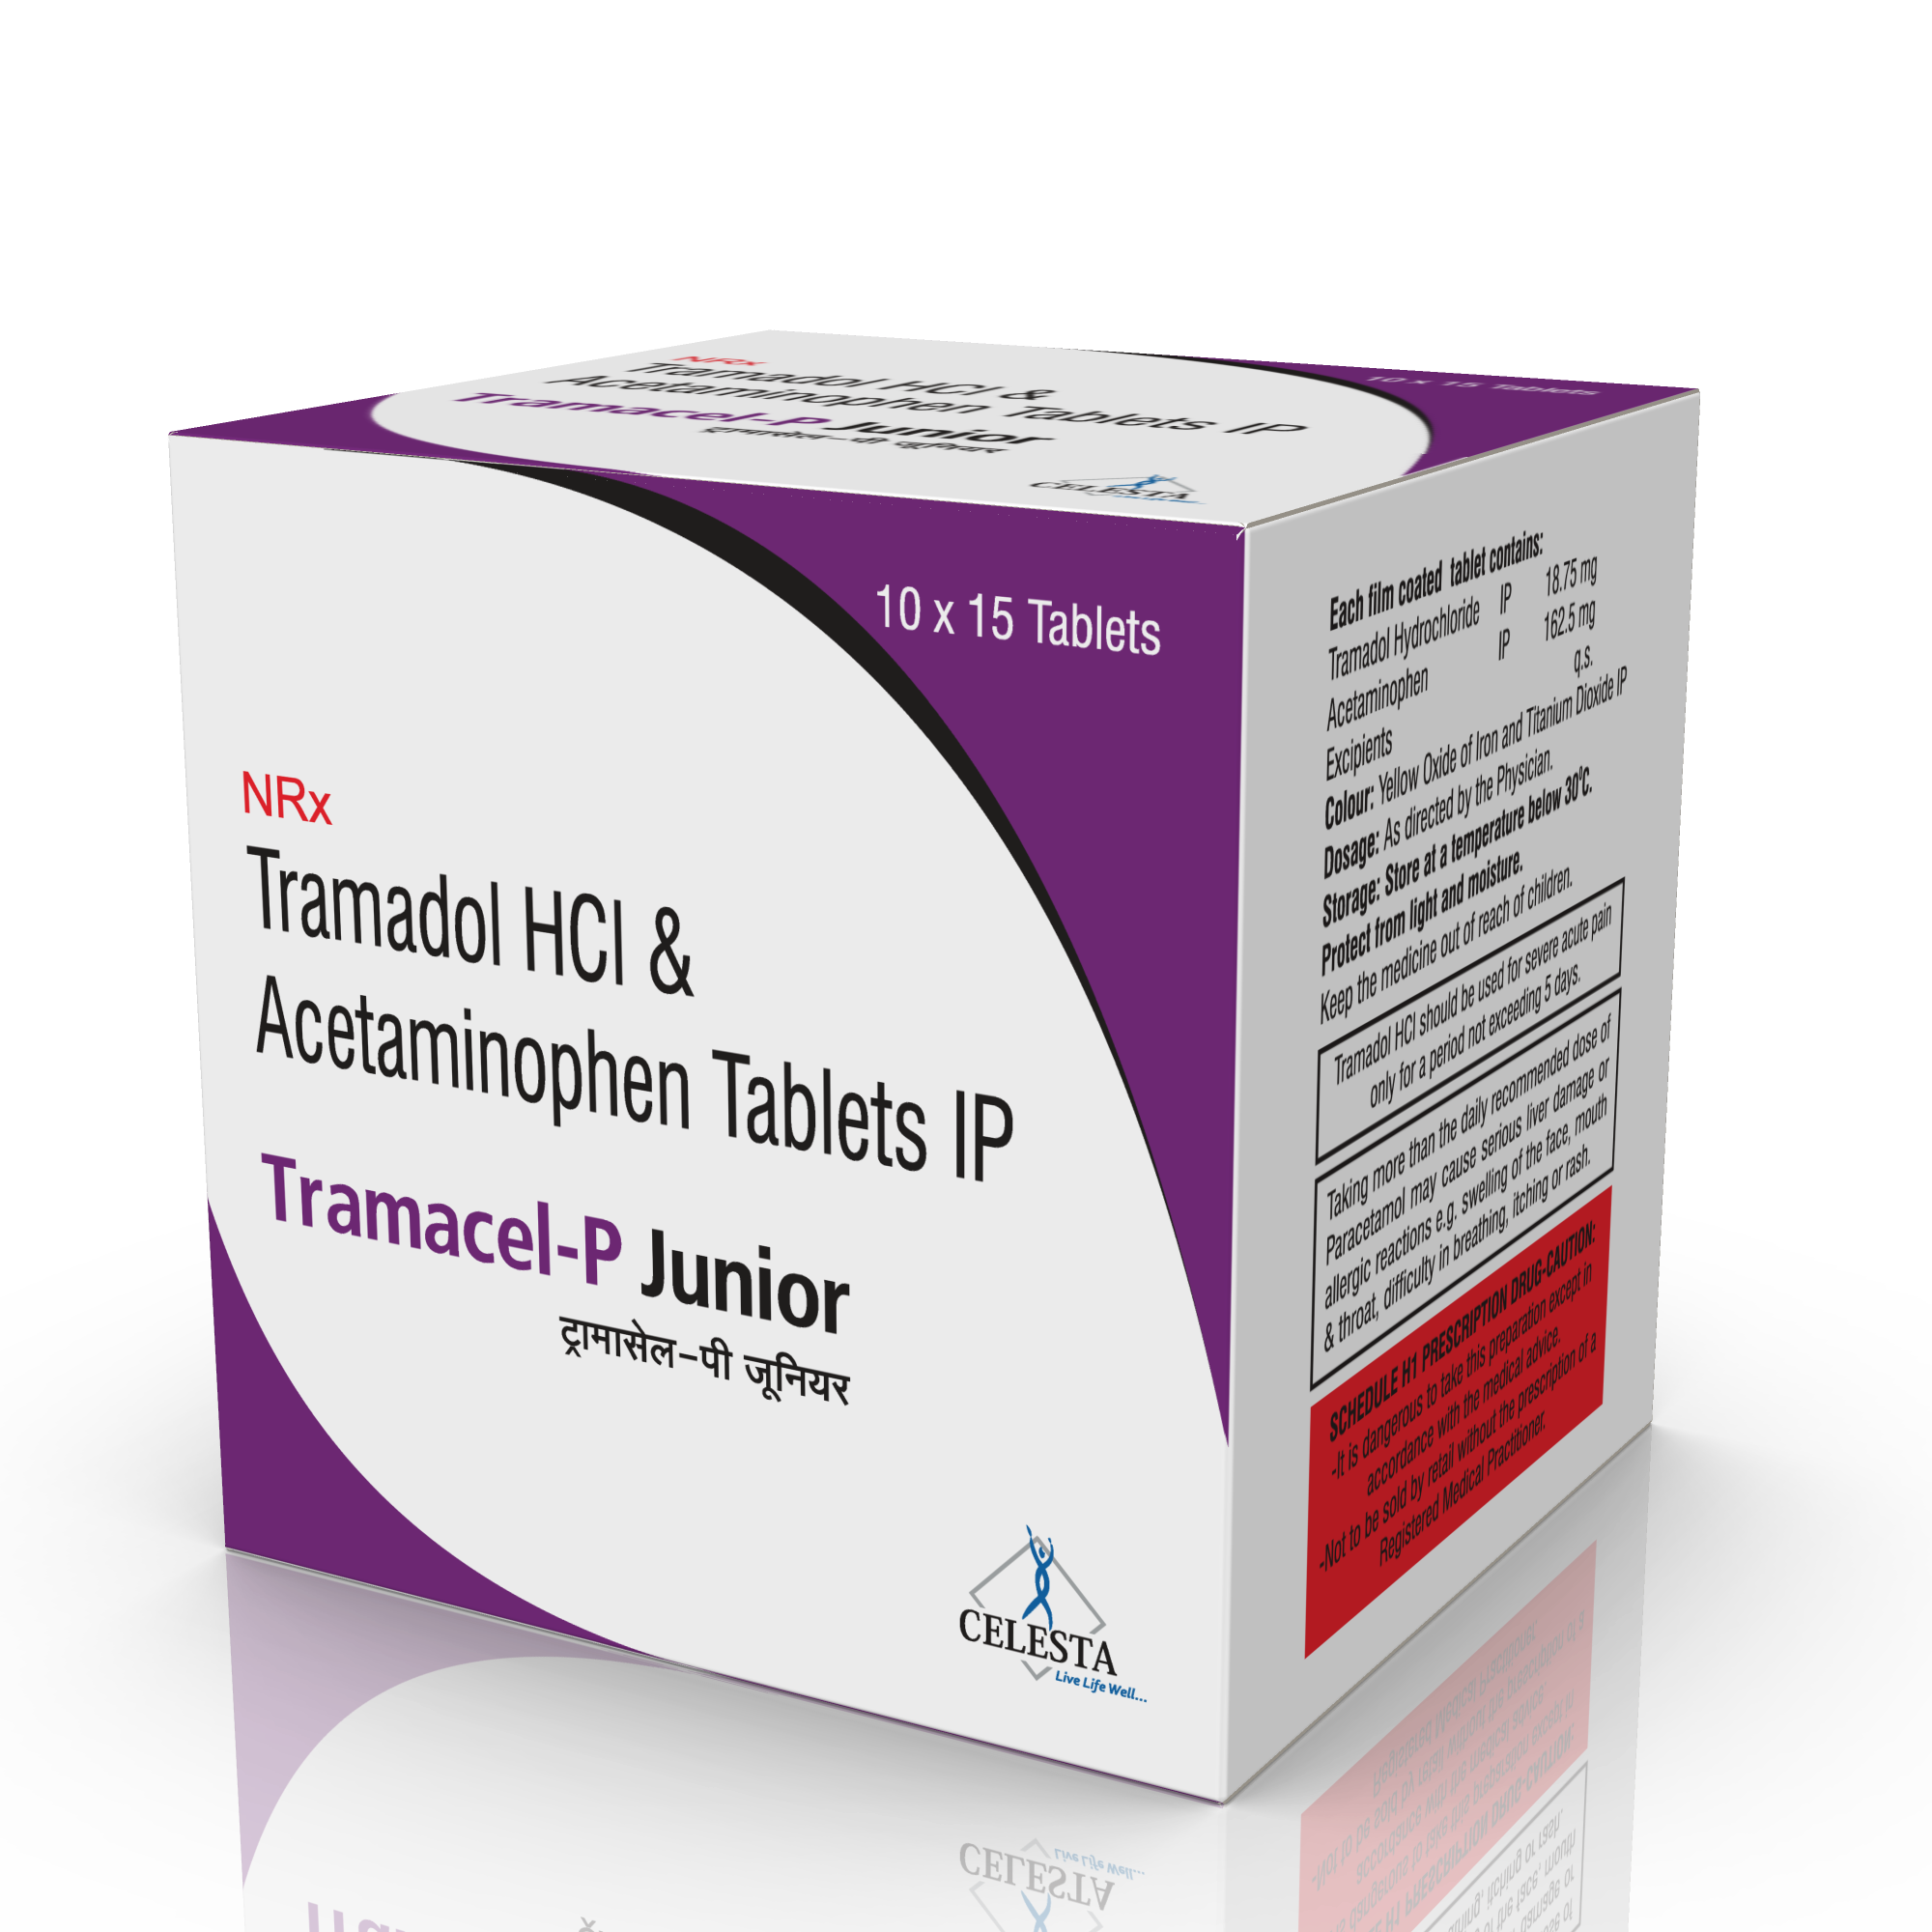 NRx
Tramadol HCl &
Acetaminophen Tablets IP
Tramacel-P Junior
ट्रामासेल-पी जूनियर
10 x 15 Tablets
CELESTA
10 x 15 Tablets
NRx
Tramadol HCl &
Acetaminophen Tablets IP
Tramacel-P Junior
ट्रामासेल-पी जूनियर
CELESTA
Live Life Well...
Each film coated tablet contains:
Tramadol Hydrochloride IP 18.75 mg
Acetaminophen IP 162.5 mg
Excipients q.s.
Colour: Yellow Oxide of Iron and Titanium Dioxide IP
Dosage: As directed by the Physician.
Storage: Store at a temperature below 30°C.
Protect from light and moisture.
Keep the medicine out of reach of children.
Tramadol HCl should be used for severe acute pain
only for a period not exceeding 5 days.
Taking more than the daily recommended dose of
Paracetamol may cause serious liver damage or
allergic reactions e.g. swelling of the face, mouth
& throat, difficulty in breathing, itching or rash.
SCHEDULE H1 PRESCRIPTION DRUG-CAUTION:
-It is dangerous to take this preparation except in
accordance with the medical advice.
-Not to be sold by retail without the prescription of a
Registered Medical Practitioner.